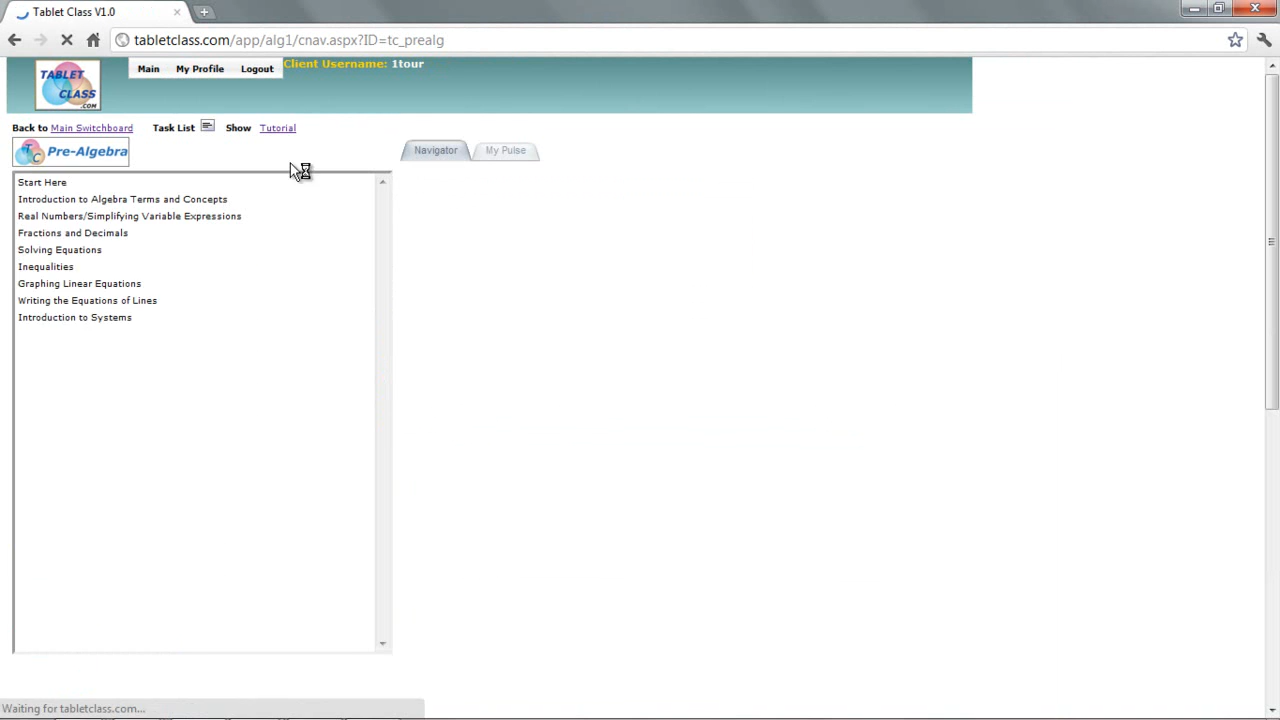 Tablet Class V1.0
tabletclass.com/app/alg1/cnav.aspx?ID=tc_prealg
TABLET CLASS .COM
Main My Profile Logout Client Username: 1tour
Back to Main Switchboard Task List Show Tutorial
TC Pre-Algebra
Navigator My Pulse
Start Here
Introduction to Algebra Terms and Concepts
Real Numbers/Simplifying Variable Expressions
Fractions and Decimals
Solving Equations
Inequalities
Graphing Linear Equations
Writing the Equations of Lines
Introduction to Systems
Waiting for tabletclass.com...